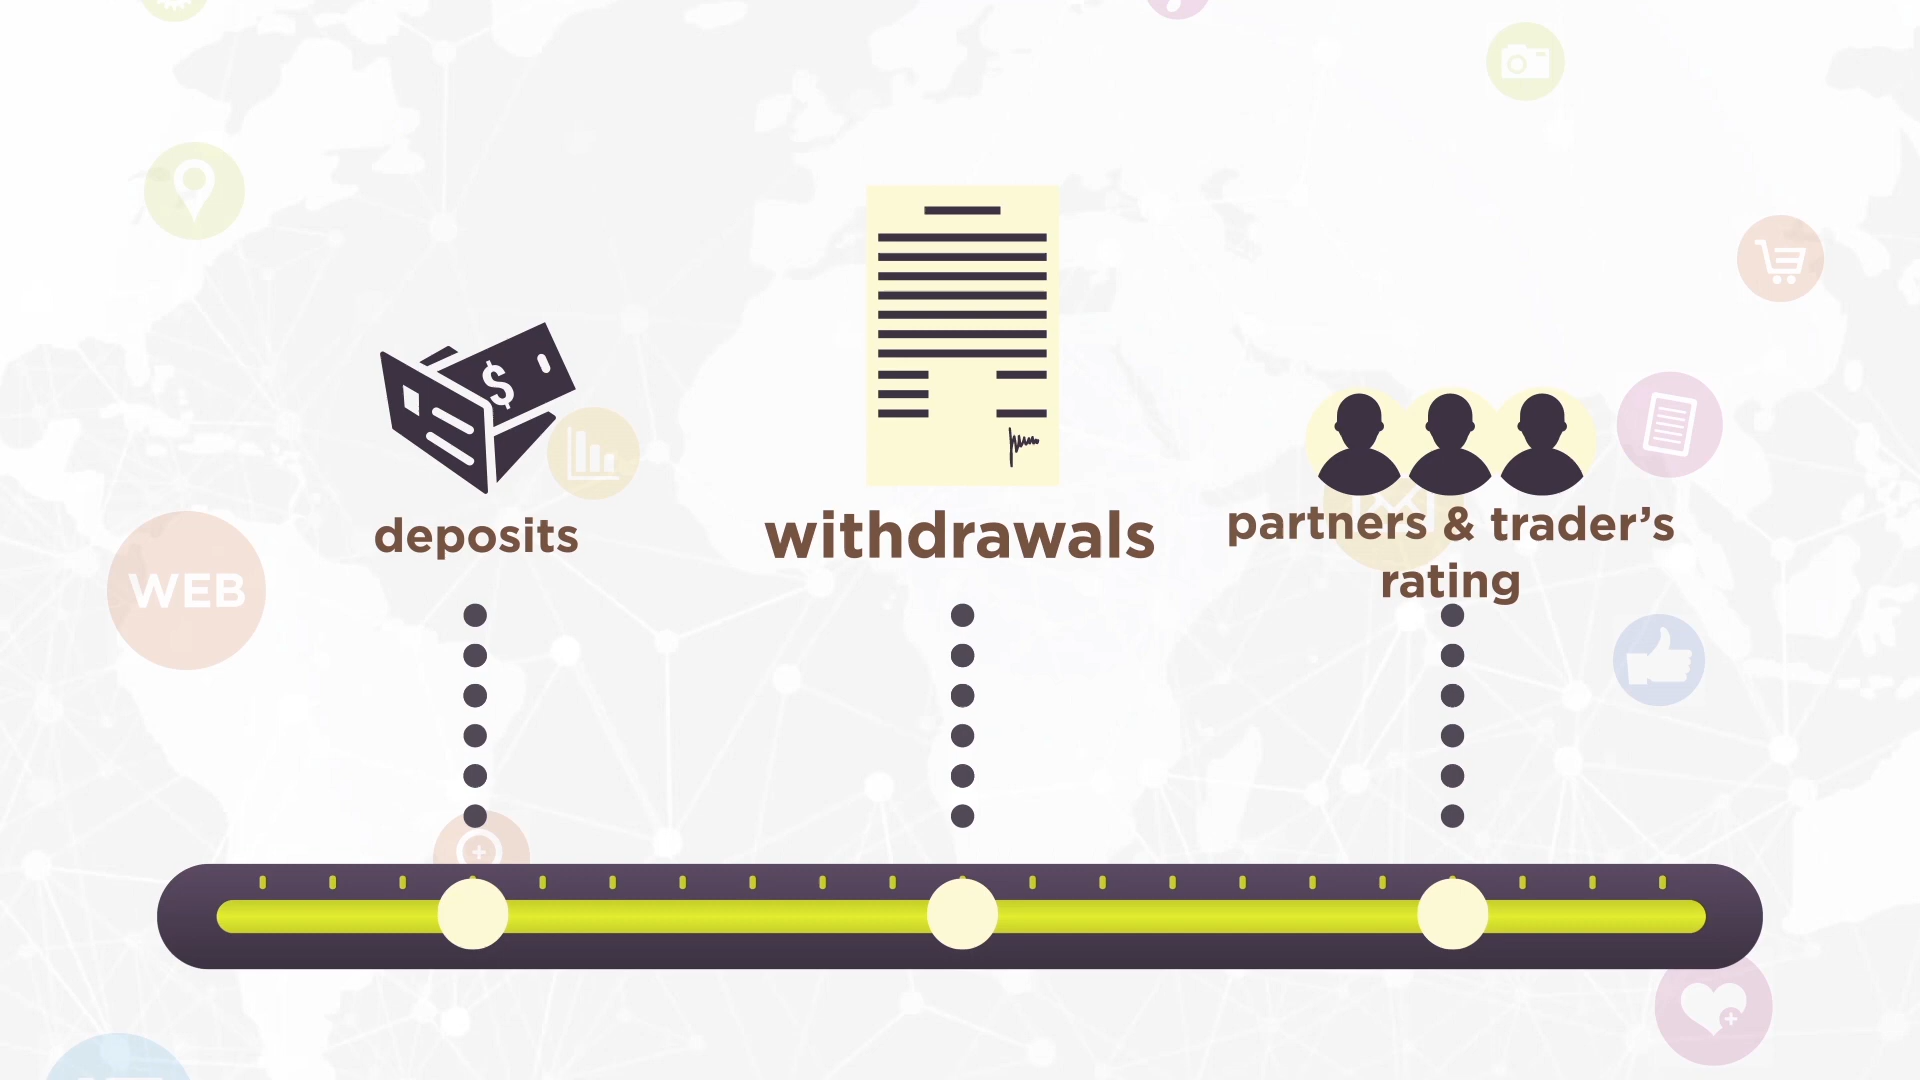 deposits
withdrawals
partners & trader’s
rating
WEB
$